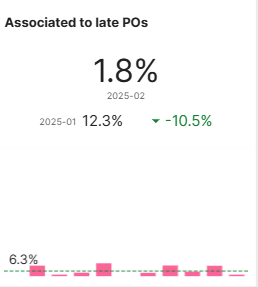 Associated to late POs
1.8%
2025-02
2025-01 12.3% -10.5%
6.3%